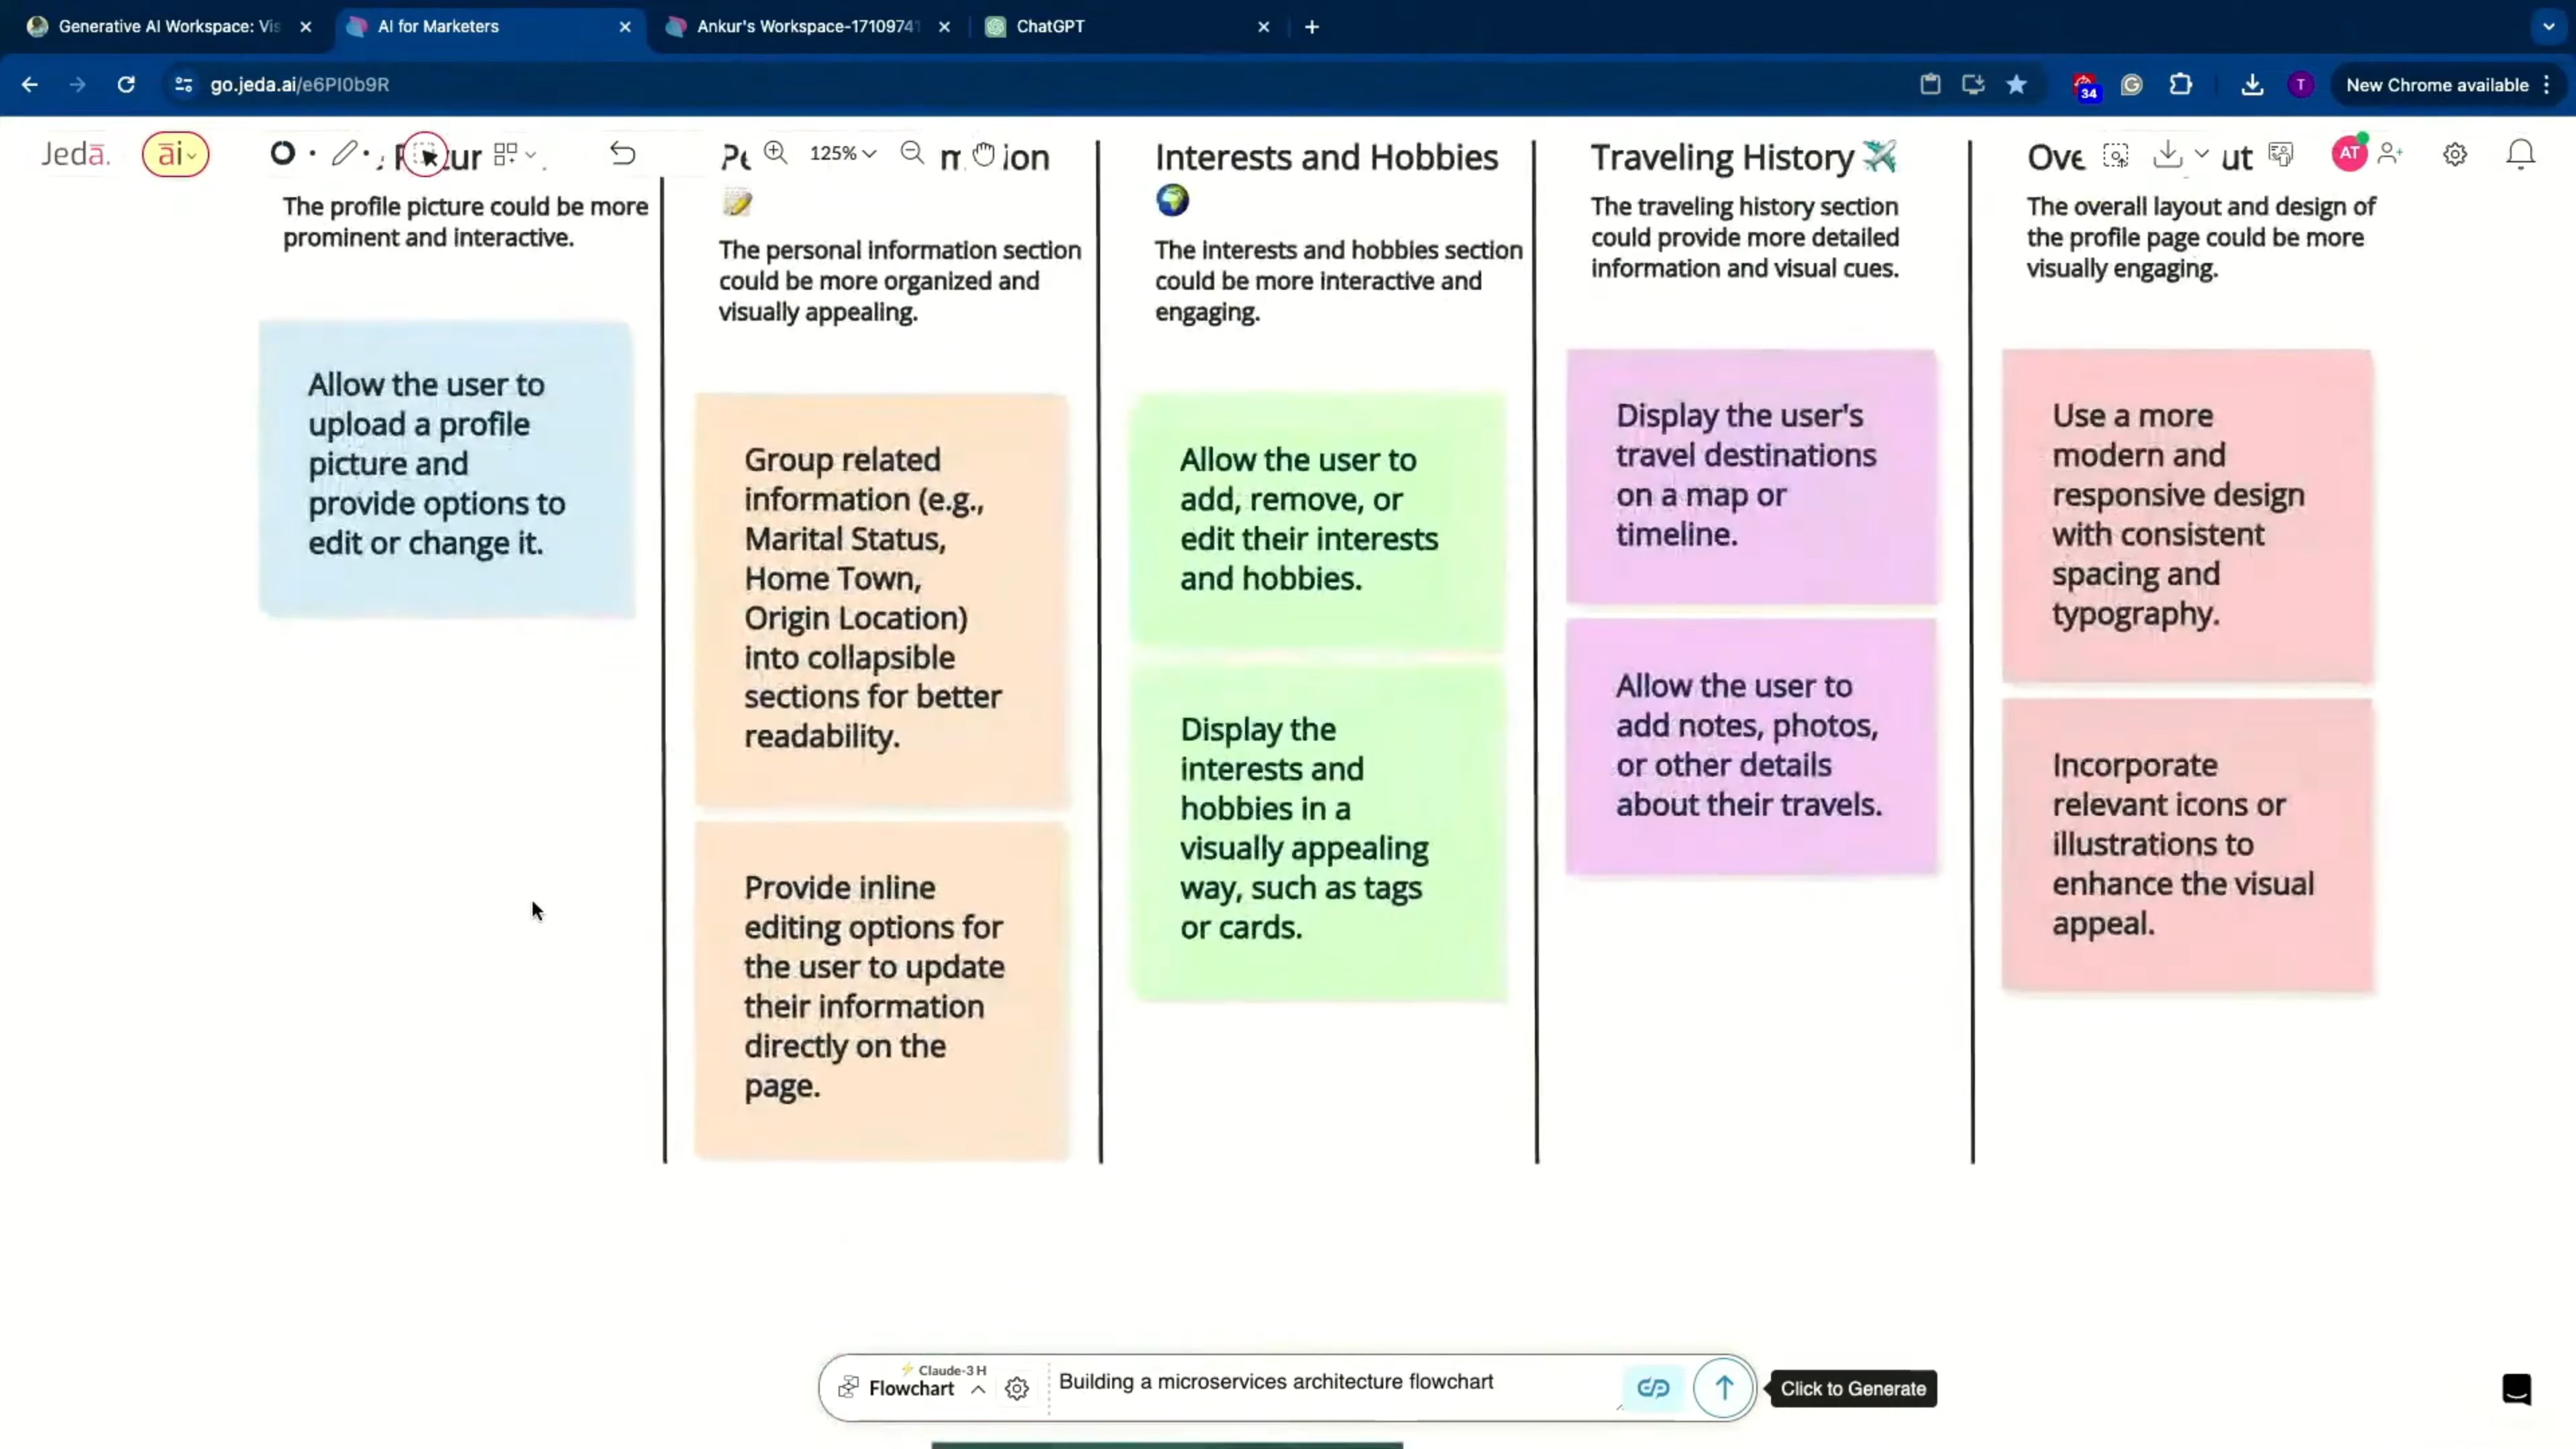 Generative AI Workspace: Vis
AI for Marketers
Ankur's Workspace-1710974
ChatGPT
go.jeda.ai/e6PI0b9R
34
T
New Chrome available
Jedā.
āi
125%
AT
Interests and Hobbies
Traveling History
The profile picture could be more
prominent and interactive.
The personal information section
could be more organized and
visually appealing.
The interests and hobbies section
could be more interactive and
engaging.
The traveling history section
could provide more detailed
information and visual cues.
The overall layout and design of
the profile page could be more
visually engaging.
Allow the user to
upload a profile
picture and
provide options to
edit or change it.
Group related
information (e.g.,
Marital Status,
Home Town,
Origin Location)
into collapsible
sections for better
readability.
Provide inline
editing options for
the user to update
their information
directly on the
page.
Allow the user to
add, remove, or
edit their interests
and hobbies.
Display the
interests and
hobbies in a
visually appealing
way, such as tags
or cards.
Display the user's
travel destinations
on a map or
timeline.
Allow the user to
add notes, photos,
or other details
about their travels.
Use a more
modern and
responsive design
with consistent
spacing and
typography.
Incorporate
relevant icons or
illustrations to
enhance the visual
appeal.
Claude-3 H
Flowchart
Building a microservices architecture flowchart
Click to Generate